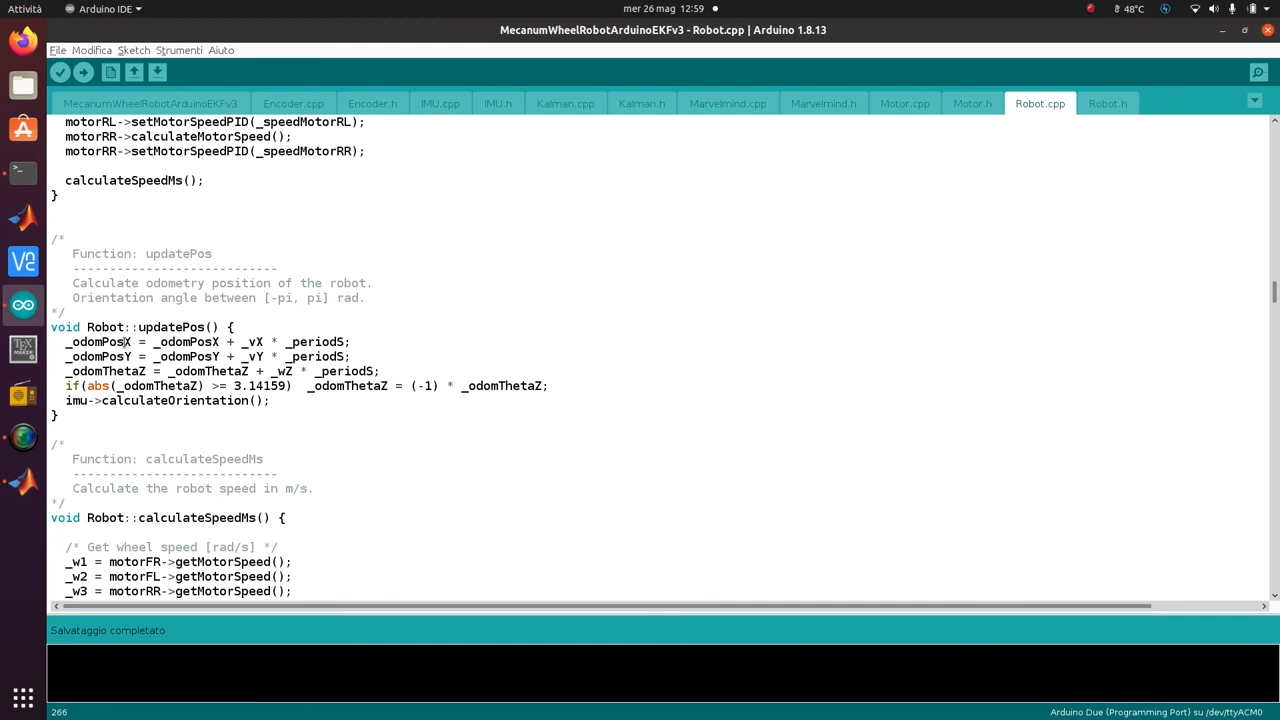 Attività
Arduino IDE
mer 26 mag 12:59
48°C
MecanumWheelRobotArduinoEKFv3 - Robot.cpp | Arduino 1.8.13
File Modifica Sketch Strumenti Aiuto
MecanumWheelRobotArduinoEKFv3 Encoder.cpp Encoder.h IMU.cpp IMU.h Kalman.cpp Kalman.h Marvelmind.cpp Marvelmind.h Motor.cpp Motor.h Robot.cpp Robot.h
motorRL->setMotorSpeedPID(_speedMotorRL);
motorRR->calculateMotorSpeed();
motorRR->setMotorSpeedPID(_speedMotorRR);
calculateSpeedMs();
}
/*
Function: updatePos
----------------------------
Calculate odometry position of the robot.
Orientation angle between [-pi, pi] rad.
*/
void Robot::updatePos() {
_odomPosX = _odomPosX + _vX * _periodS;
_odomPosY = _odomPosY + _vY * _periodS;
_odomThetaZ = _odomThetaZ + _wZ * _periodS;
if(abs(_odomThetaZ) >= 3.14159)  _odomThetaZ = (-1) * _odomThetaZ;
imu->calculateOrientation();
}
/*
Function: calculateSpeedMs
----------------------------
Calculate the robot speed in m/s.
*/
void Robot::calculateSpeedMs() {
/* Get wheel speed [rad/s] */
_w1 = motorFR->getMotorSpeed();
_w2 = motorFL->getMotorSpeed();
_w3 = motorRR->getMotorSpeed();
Salvataggio completato
266
Arduino Due (Programming Port) su /dev/ttyACM0
TEX
MAKER